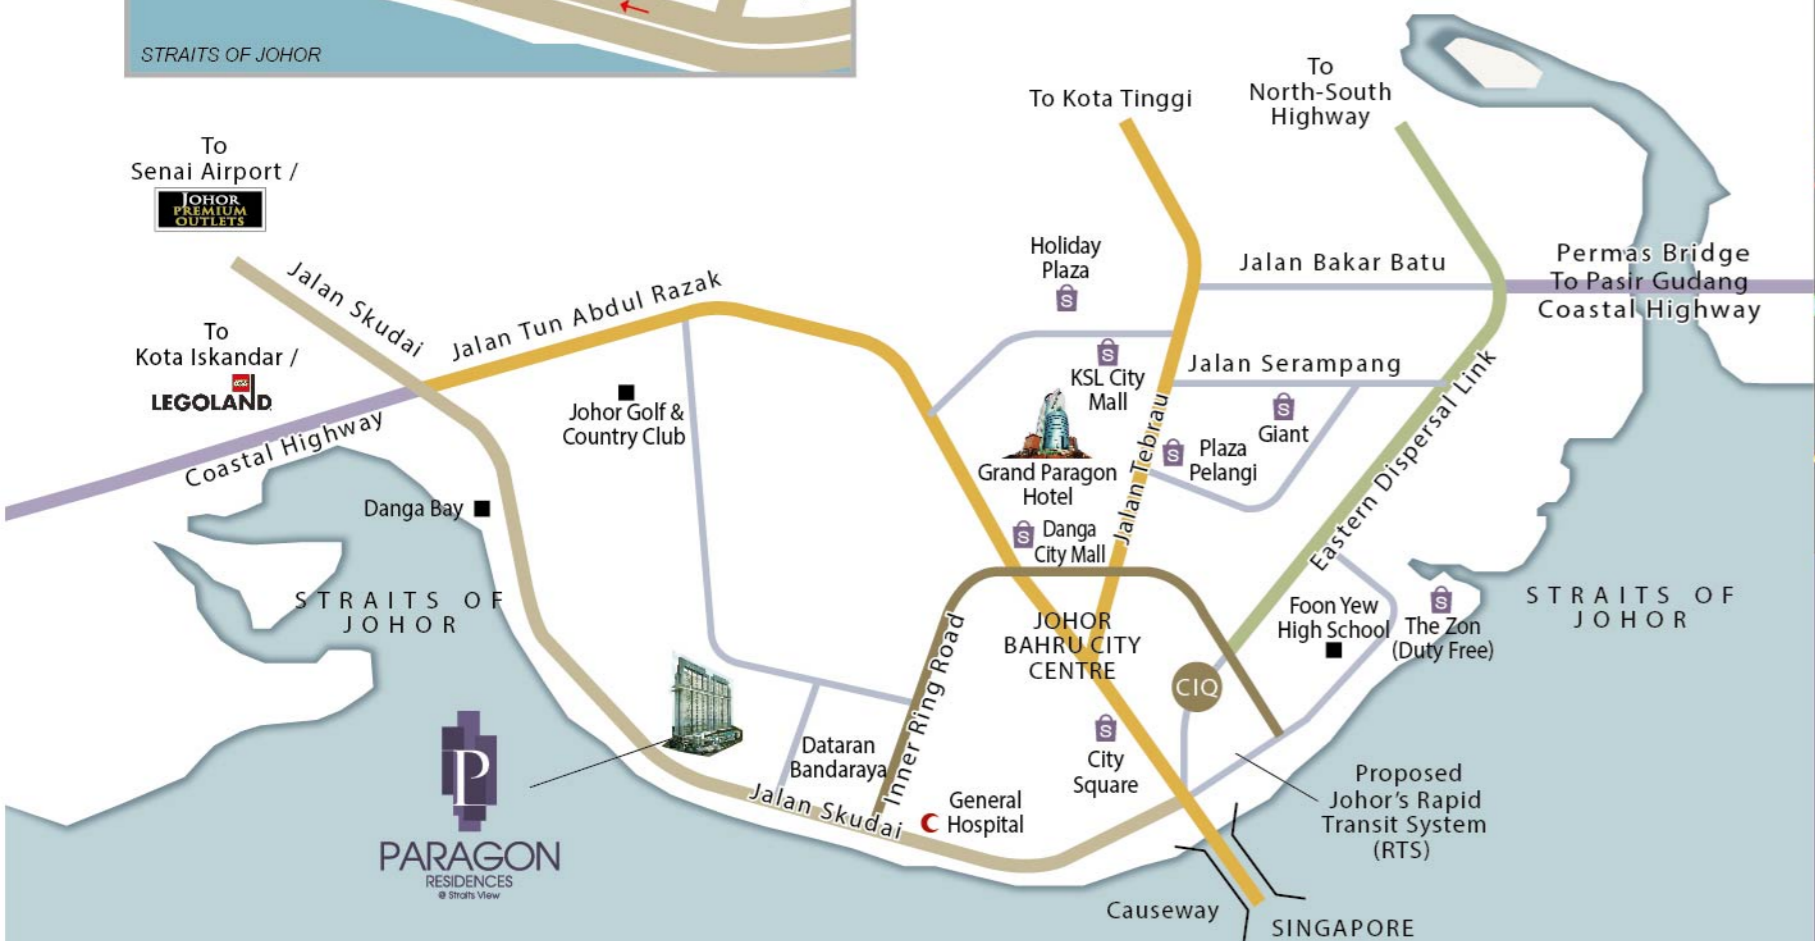 STRAITS OF JOHOR
To Kota Tinggi
To
North-South
Highway
To
Senai Airport /
JOHOR
PREMIUM
OUTLETS
Jalan Skudai
Jalan Tun Abdul Razak
Holiday
Plaza
S
Jalan Bakar Batu
Permas Bridge
To Pasir Gudang
Coastal Highway
To
Kota Iskandar /
LEGO
LEGOLAND
Coastal Highway
Johor Golf &
Country Club
S
KSL City
Mall
Jalan Serampang
S
Giant
S
Plaza
Pelangi
Grand Paragon
Hotel
Jalan Tebrau
Eastern Dispersal Link
Danga Bay
S
Danga
City Mall
STRAITS OF
JOHOR
JOHOR
BAHRU CITY
CENTRE
Foon Yew
High School
S
The Zon
(Duty Free)
STRAITS OF
JOHOR
CIQ
Inner Ring Road
Dataran
Bandaraya
S
City
Square
P
PARAGON
RESIDENCES
@ Straits View
Jalan Skudai
General
Hospital
Proposed
Johor's Rapid
Transit System
(RTS)
Causeway
SINGAPORE